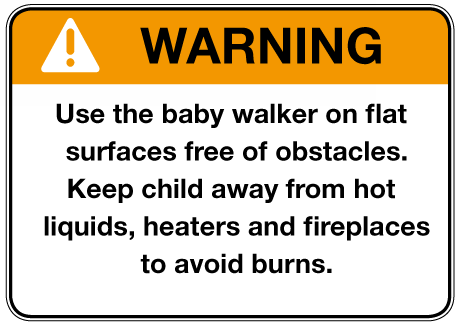 WARNING
Use the baby walker on flat
surfaces free of obstacles.
Keep child away from hot
liquids, heaters and fireplaces
to avoid burns.